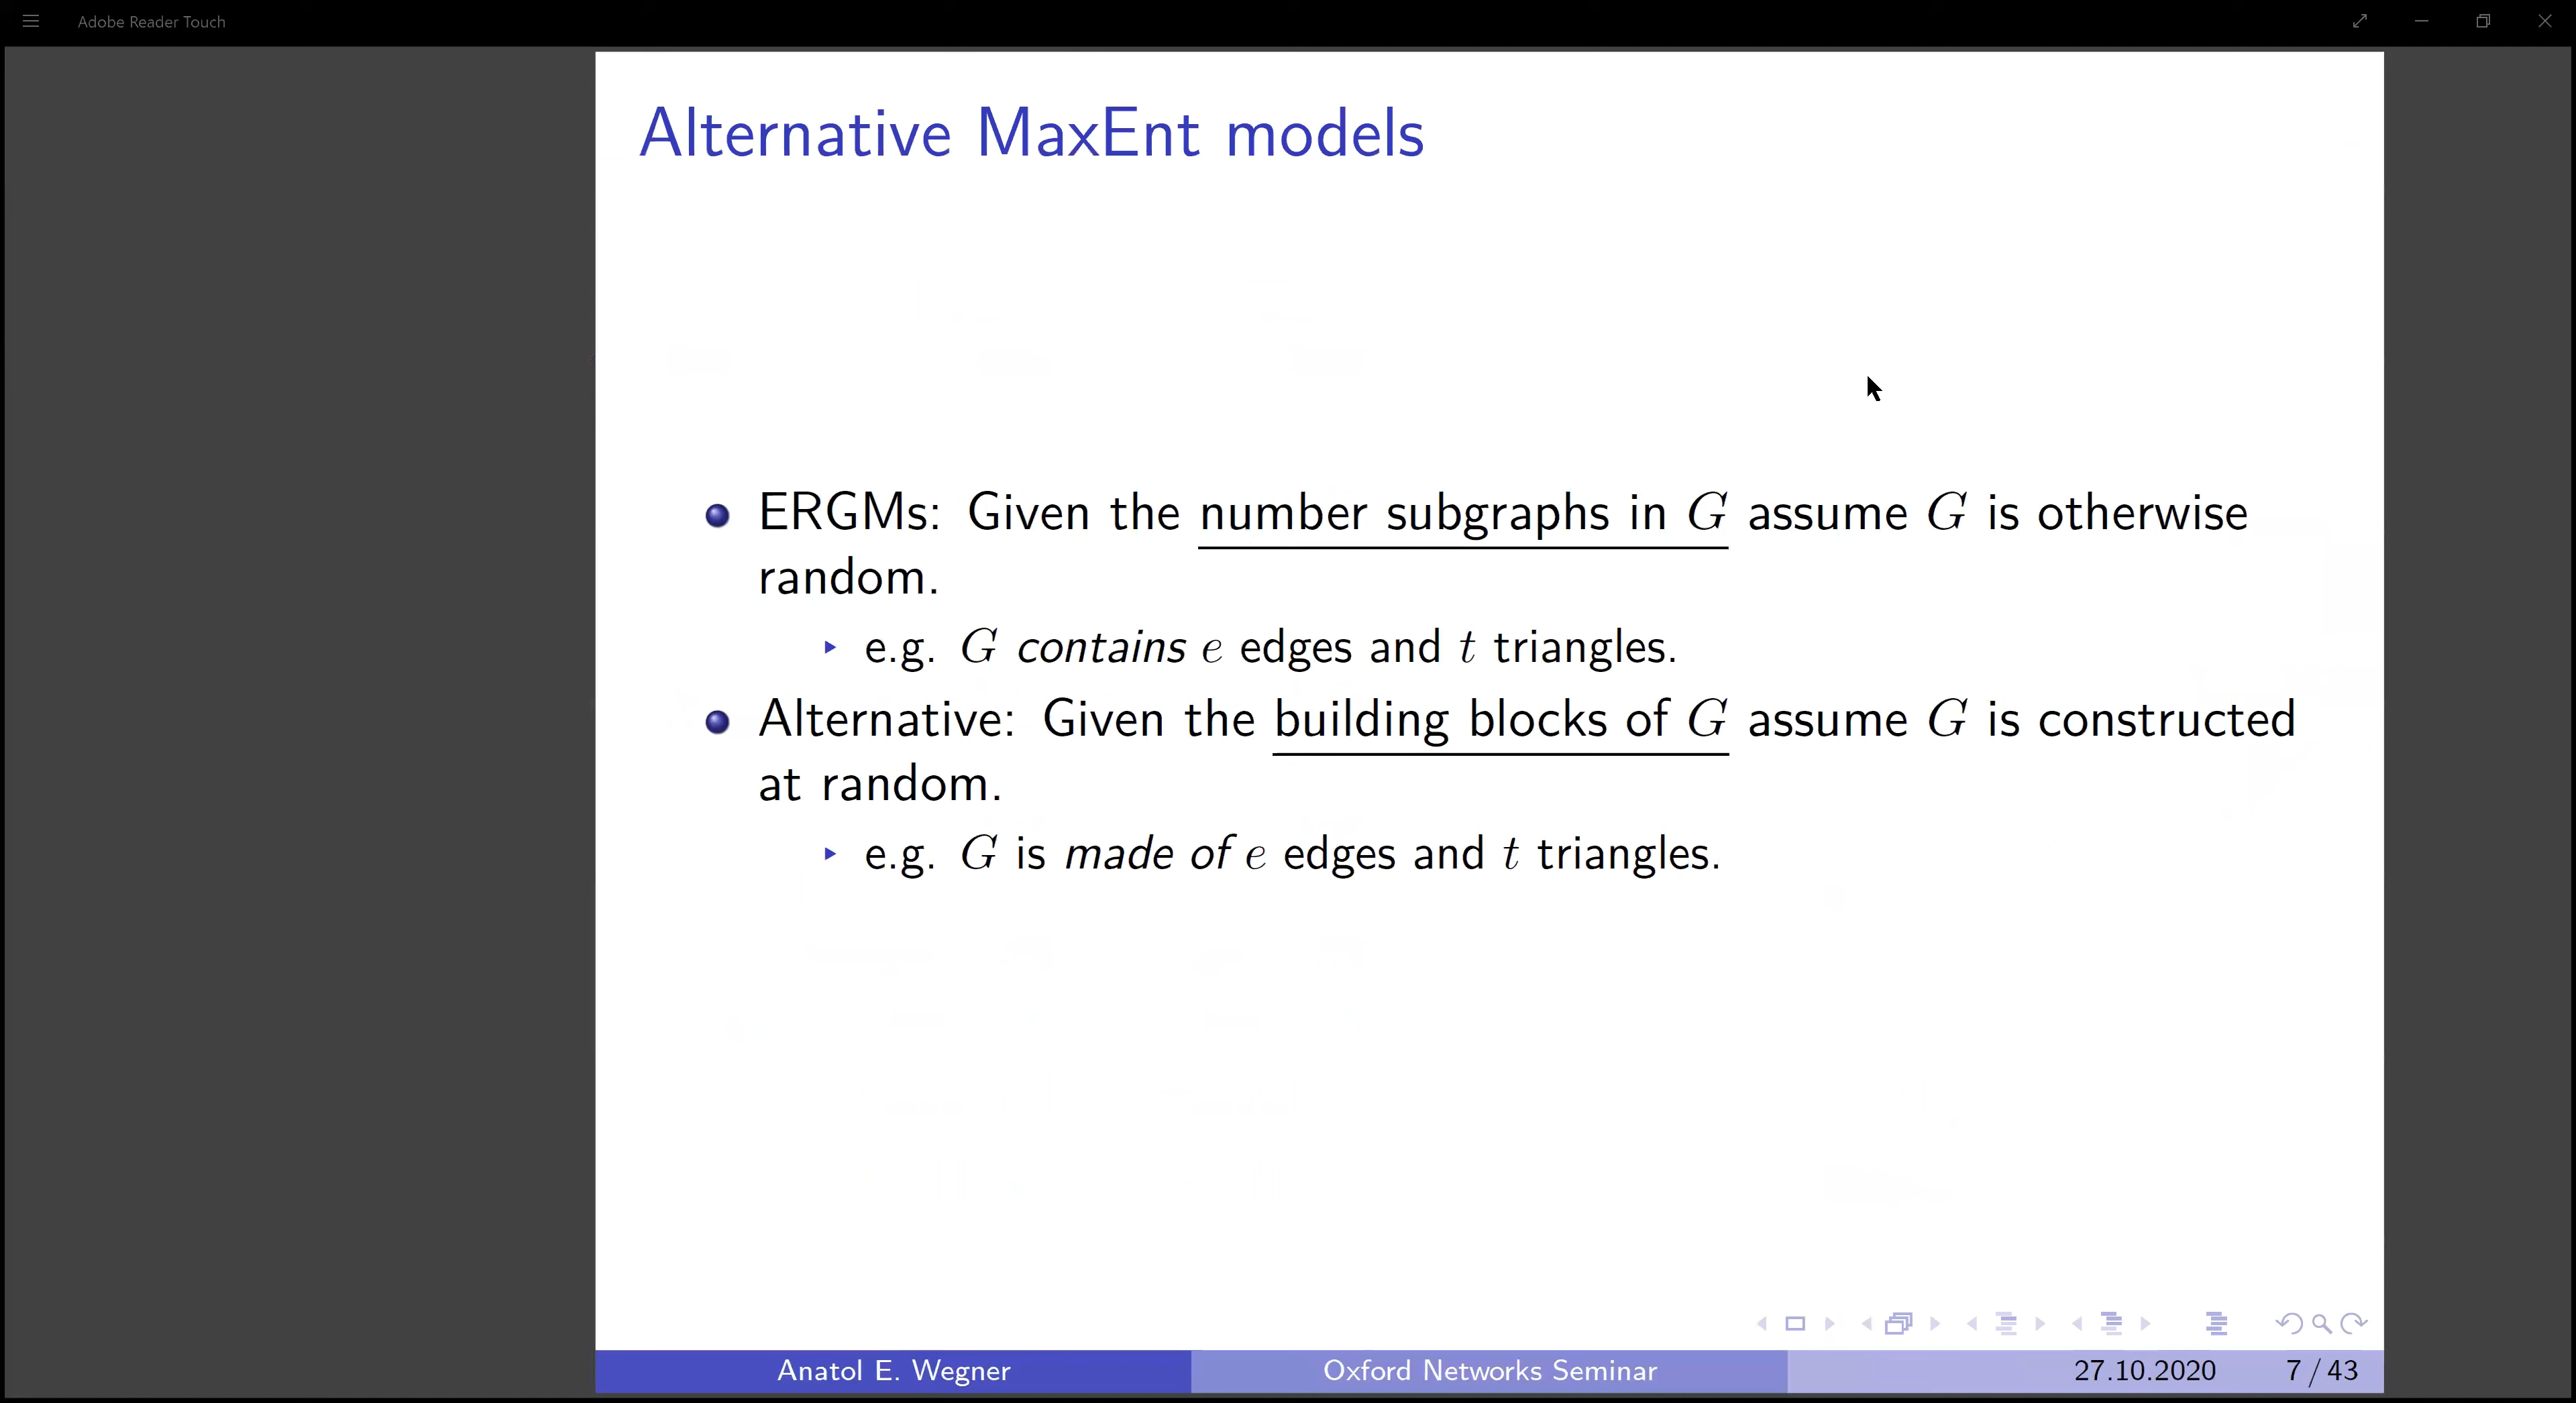 Adobe Reader Touch
Alternative MaxEnt models
ERGMs: Given the number subgraphs in G assume G is otherwise
random.
e.g. G contains e edges and t triangles.
Alternative: Given the building blocks of G assume G is constructed
at random.
e.g. G is made of e edges and t triangles.
Anatol E. Wegner Oxford Networks Seminar 27.10.2020 7 / 43